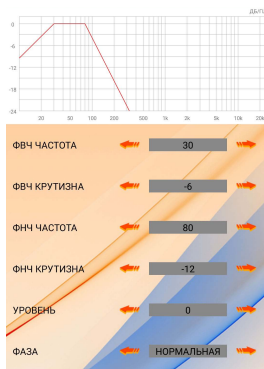 ДБ/ГЦ
0
-6
-12
-18
-24
20 50 100 200 500 1k 2k 5k 10k 20k
ФВЧ ЧАСТОТА 30
ФВЧ КРУТИЗНА -6
ФНЧ ЧАСТОТА 80
ФНЧ КРУТИЗНА -12
УРОВЕНЬ 0
ФАЗА НОРМАЛЬНАЯ